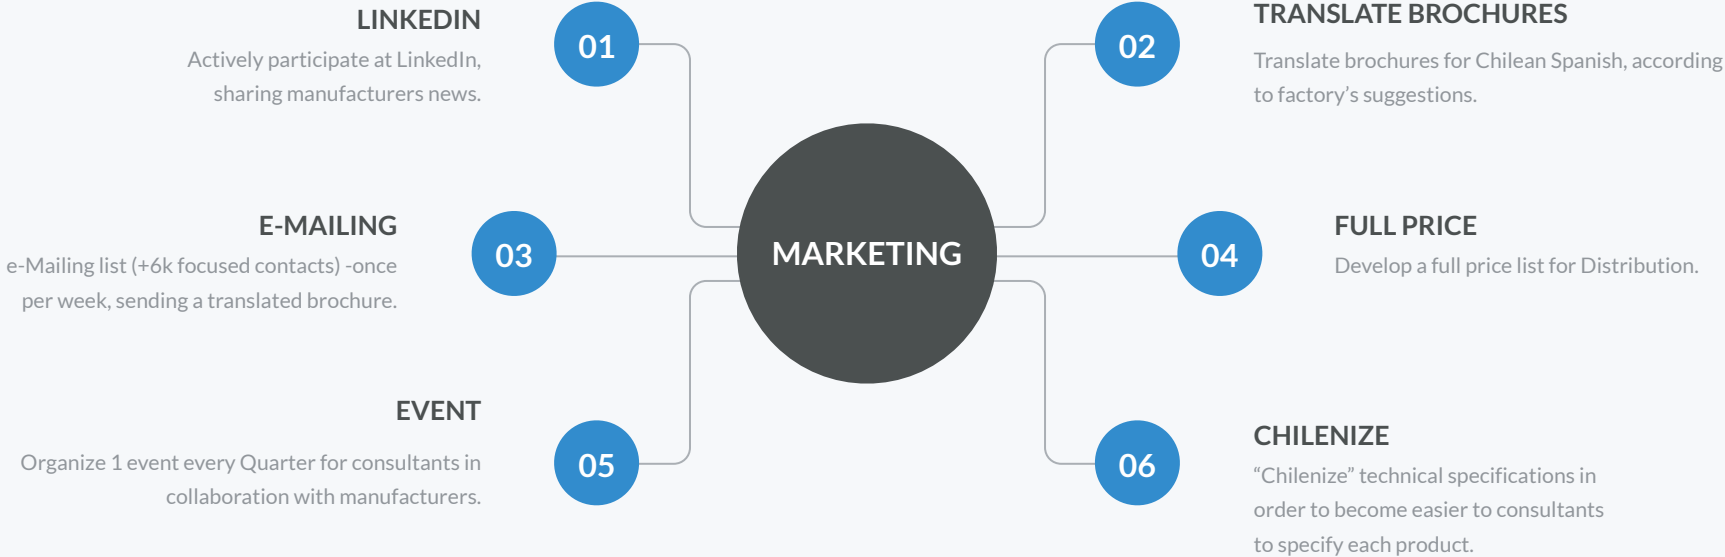 LINKEDIN
Actively participate at LinkedIn,
sharing manufacturers news.
01
02
TRANSLATE BROCHURES
Translate brochures for Chilean Spanish, according
to factory’s suggestions.
E-MAILING
e-Mailing list (+6k focused contacts) -once
per week, sending a translated brochure.
03
MARKETING
04
FULL PRICE
Develop a full price list for Distribution.
EVENT
Organize 1 event every Quarter for consultants in
collaboration with manufacturers.
05
06
CHILENIZE
“Chilenize” technical specifications in
order to become easier to consultants
to specify each product.